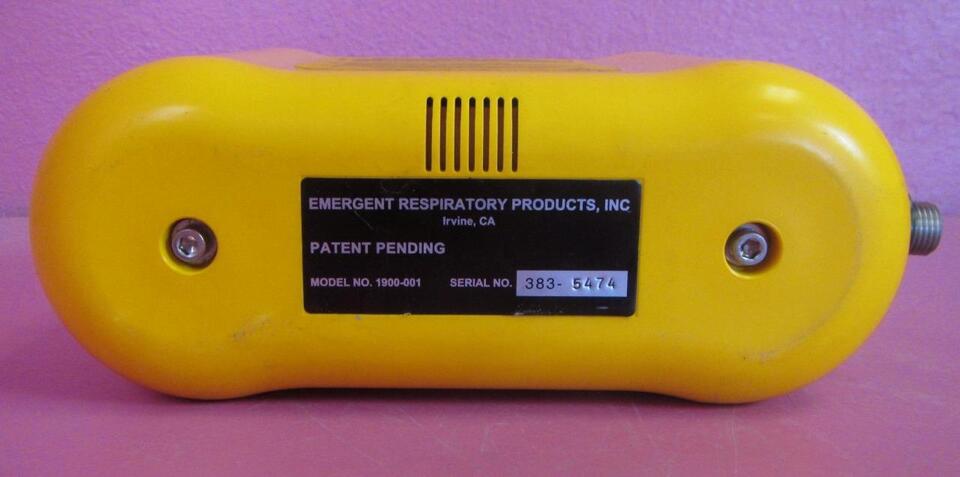 EMERGENT RESPIRATORY PRODUCTS, INC
Irvine, CA
PATENT PENDING
MODEL NO. 1900-001 SERIAL NO. 383- 5474